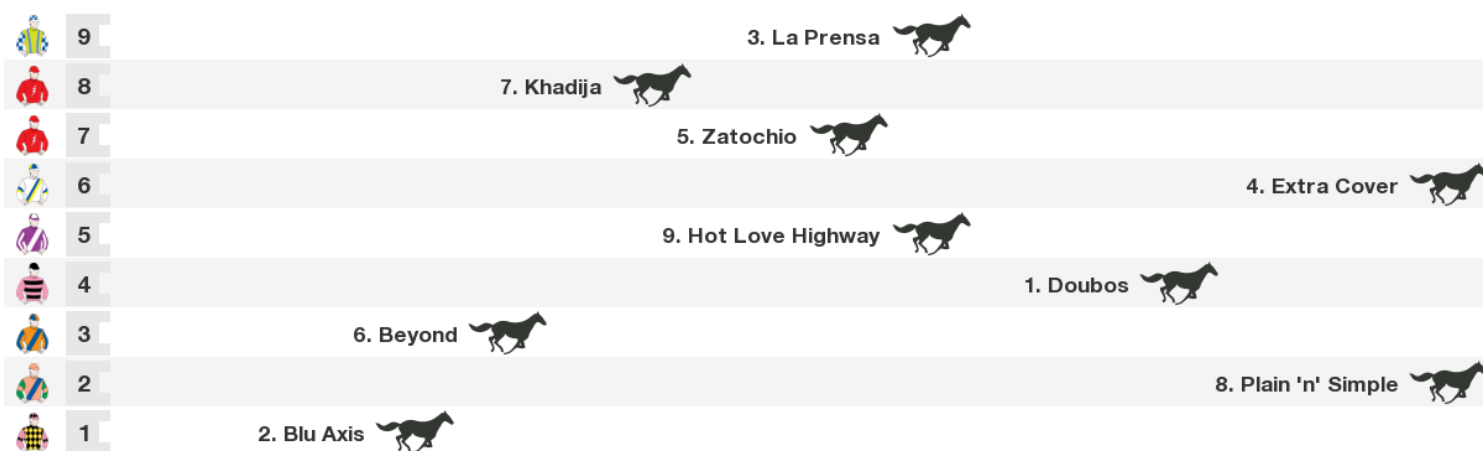 9 3. La Prensa
8 7. Khadija
7 5. Zatochio
6 4. Extra Cover
5 9. Hot Love Highway
4 1. Doubos
3 6. Beyond
2 8. Plain 'n' Simple
1 2. Blu Axis